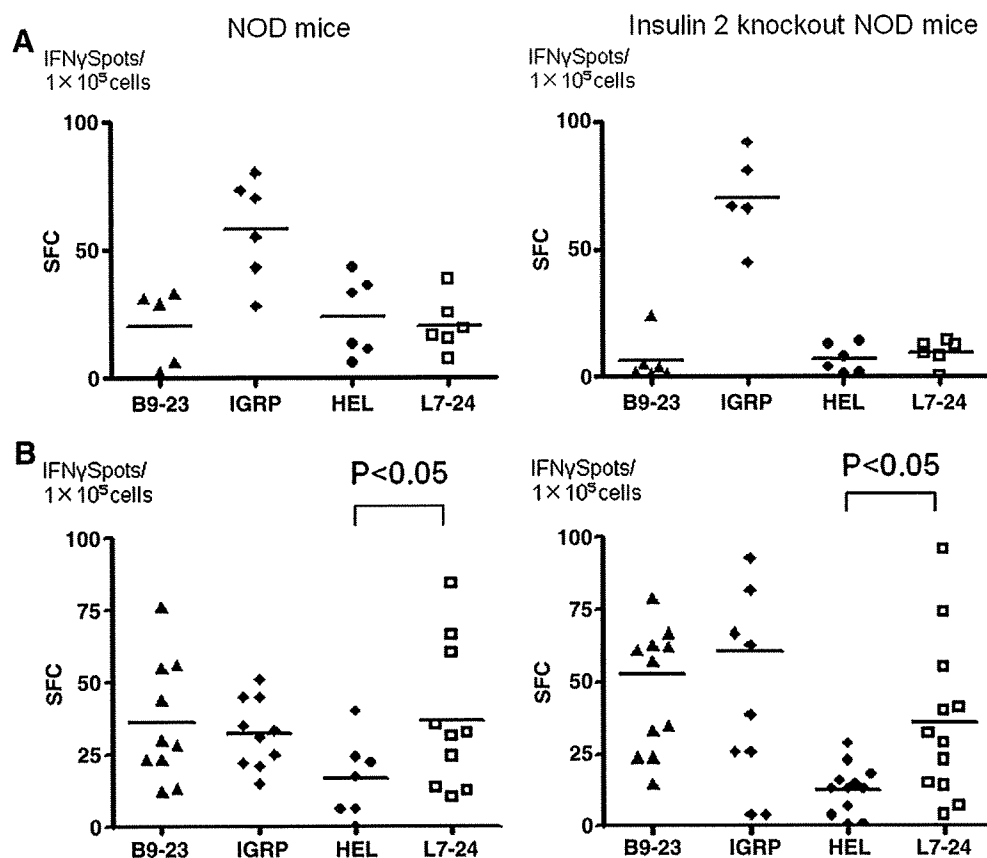 A
NOD mice
Insulin 2 knockout NOD mice
IFNγSpots/
1×10⁵cells
IFNγSpots/
1×10⁵cells
100
50
0
SFC
B9-23 IGRP HEL L7-24
100
50
0
SFC
B9-23 IGRP HEL L7-24
B
IFNγSpots/
1×10⁵cells
P<0.05
IFNγSpots/
1×10⁵cells
P<0.05
100
75
50
25
0
SFC
B9-23 IGRP HEL L7-24
100
75
50
25
0
SFC
B9-23 IGRP HEL L7-24